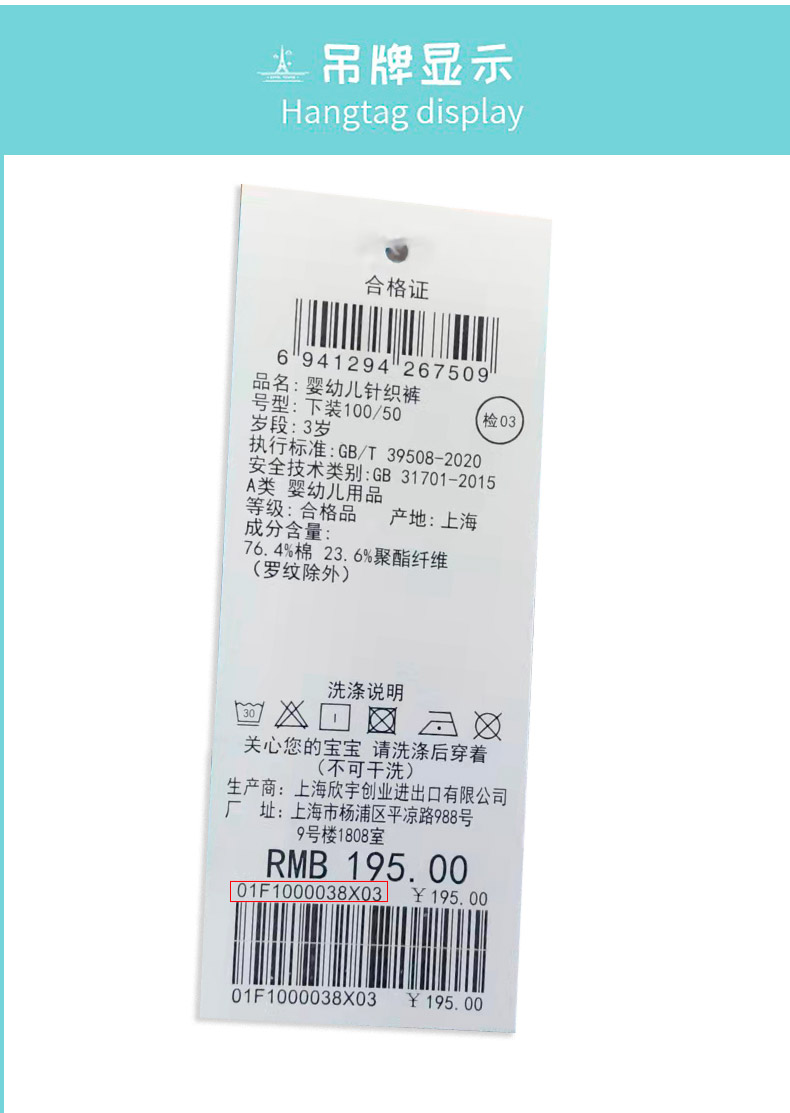 吊牌显示
Hangtag display
合格证
6 941294 267509
品名: 婴幼儿针织裤
号型: 下装100/50
检03
岁段: 3岁
执行标准:GB/T 39508-2020
安全技术类别:GB 31701-2015
A类 婴幼儿用品
等级: 合格品 产地: 上海
成分含量:
76.4%棉 23.6%聚酯纤维
(罗纹除外)
洗涤说明
30
关心您的宝宝 请洗涤后穿着
(不可干洗)
生产商: 上海欣宇创业进出口有限公司
厂 址: 上海市杨浦区平凉路988号
9号楼1808室
RMB 195.00
01F1000038X03 ¥ 195.00
01F1000038X03 ¥ 195.00